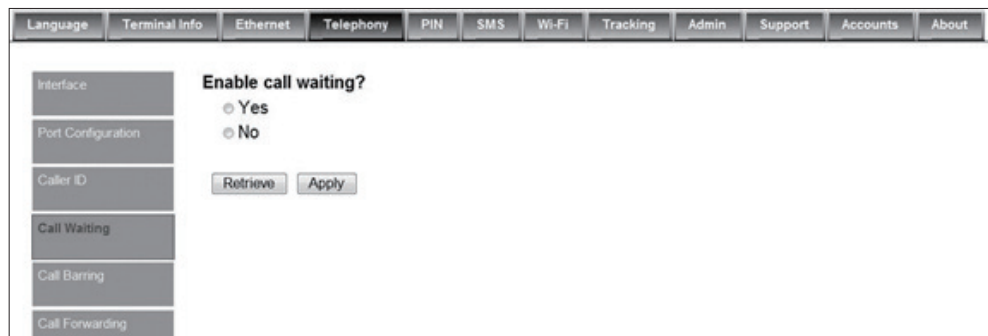 Language Terminal Info Ethernet Telephony PIN SMS Wi-Fi Tracking Admin Support Accounts About
Interface
Port Configuration
Caller ID
Call Waiting
Call Barring
Call Forwarding
Enable call waiting?
Yes
No
Retrieve Apply